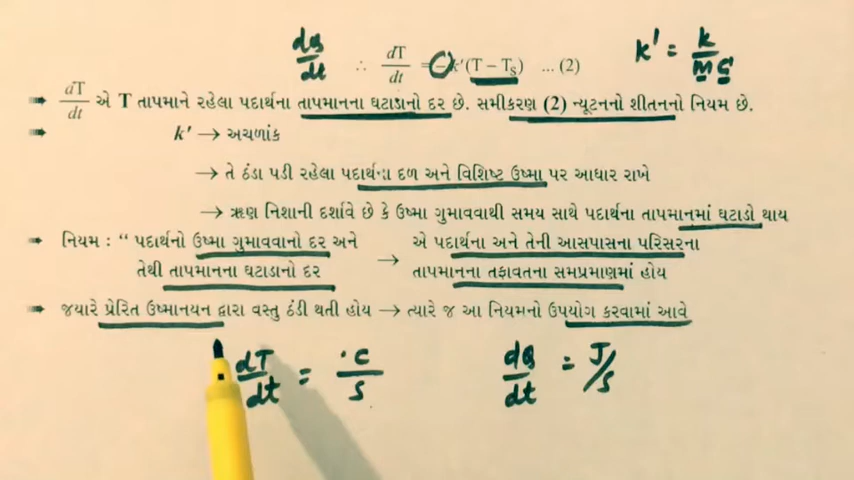 dQ/dt ∴ dT/dt = –k'(T – Ts) ... (2) k' = k/mc
➠ dT/dt એ T તાપમાને રહેલા પદાર્થના તાપમાનના ઘટાડાનો દર છે. સમીકરણ (2) ન્યૂટનનો શીતનનો નિયમ છે.
➠ k' → અચળાંક
→ તે ઠંડા પડી રહેલા પદાર્થના દળ અને વિશિષ્ટ ઉષ્મા પર આધાર રાખે
→ ઋણ નિશાની દર્શાવે છે કે ઉષ્મા ગુમાવવાથી સમય સાથે પદાર્થના તાપમાનમાં ઘટાડો થાય
➠ નિયમ : “ પદાર્થનો ઉષ્મા ગુમાવવાનો દર અને
તેથી તાપમાનના ઘટાડાનો દર
→ એ પદાર્થના અને તેની આસપાસના પરિસરના
તાપમાનના તફાવતના સમપ્રમાણમાં હોય
➠ જયારે પ્રેરિત ઉષ્માનયન દ્વારા વસ્તુ ઠંડી થતી હોય → ત્યારે જ આ નિયમનો ઉપયોગ કરવામાં આવે
dT/dt = °C/s dQ/dt = J/s